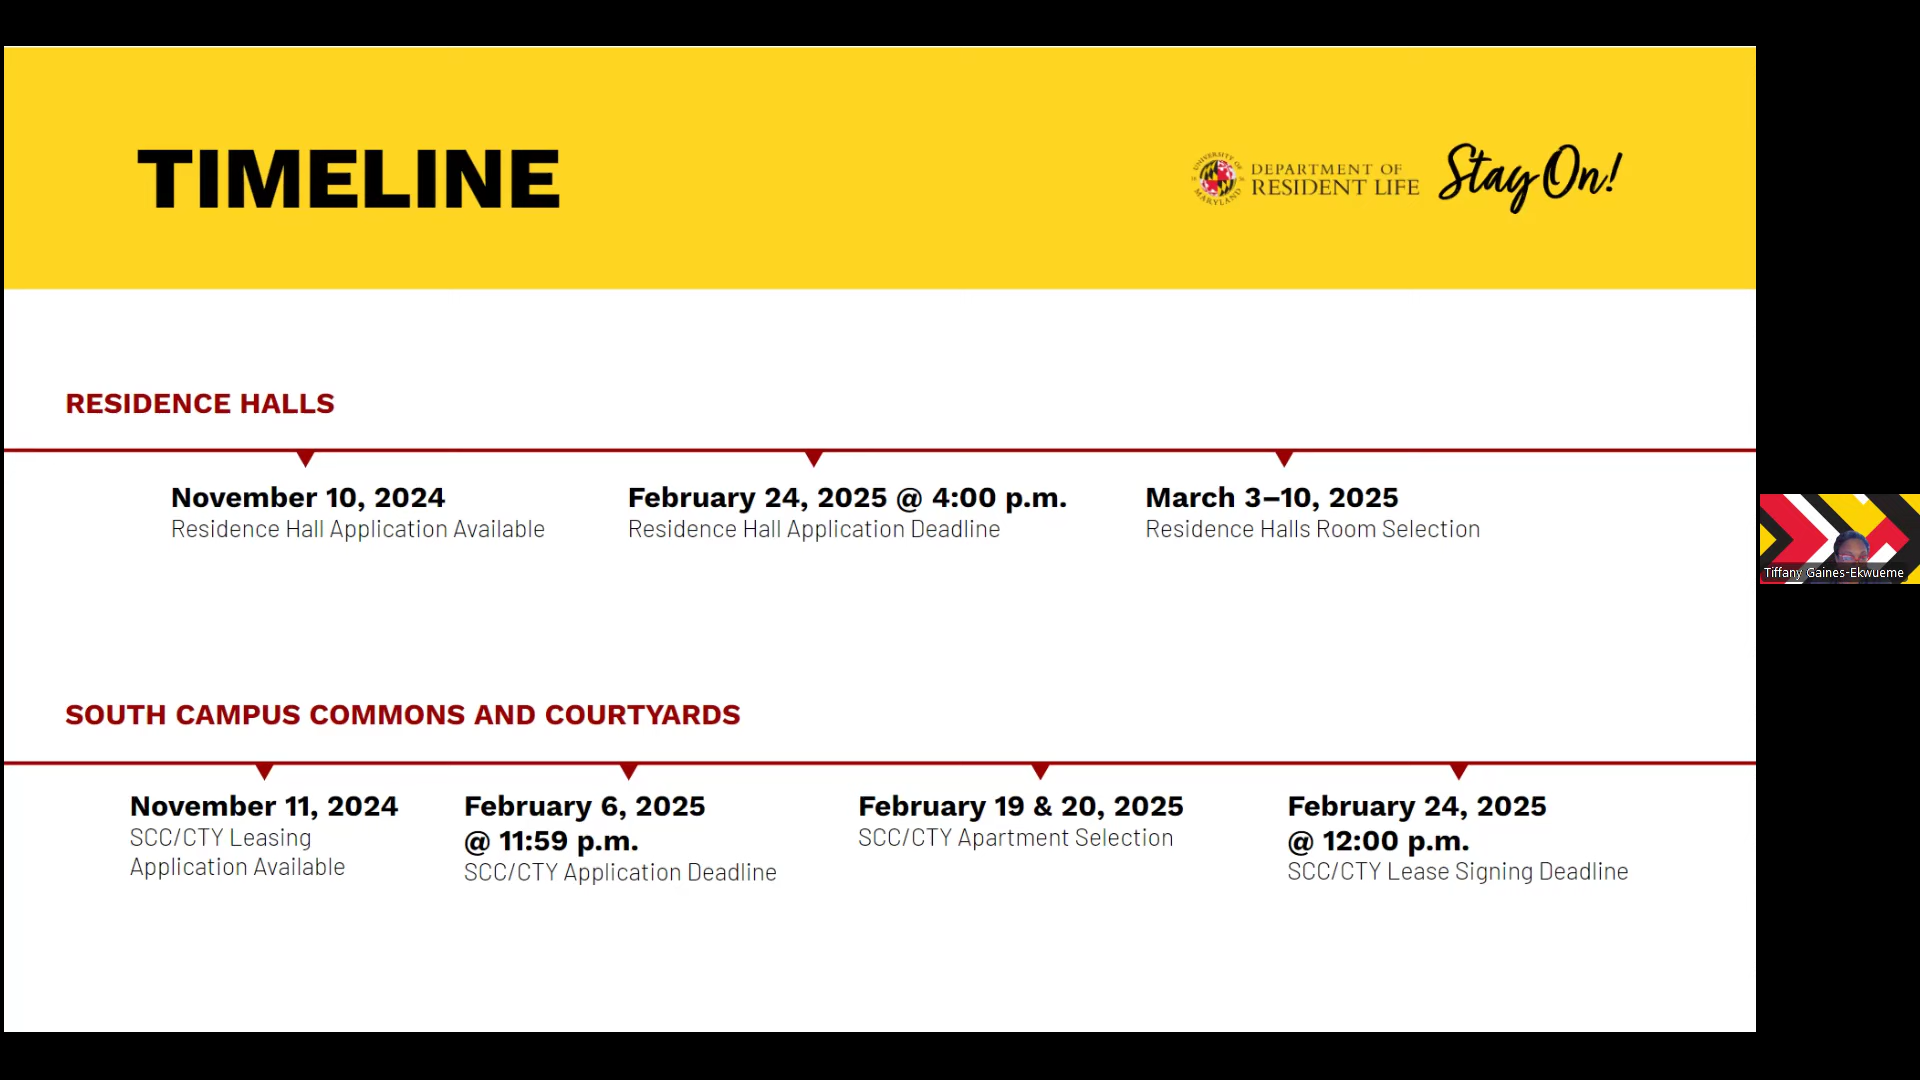 TIMELINE
UNIVERSITY OF
MARYLAND
DEPARTMENT OF
RESIDENT LIFE
Stay On!
RESIDENCE HALLS
November 10, 2024
Residence Hall Application Available
February 24, 2025 @ 4:00 p.m.
Residence Hall Application Deadline
March 3–10, 2025
Residence Halls Room Selection
Tiffany Gaines-Ekwueme
SOUTH CAMPUS COMMONS AND COURTYARDS
November 11, 2024
SCC/CTY Leasing
Application Available
February 6, 2025
@ 11:59 p.m.
SCC/CTY Application Deadline
February 19 & 20, 2025
SCC/CTY Apartment Selection
February 24, 2025
@ 12:00 p.m.
SCC/CTY Lease Signing Deadline